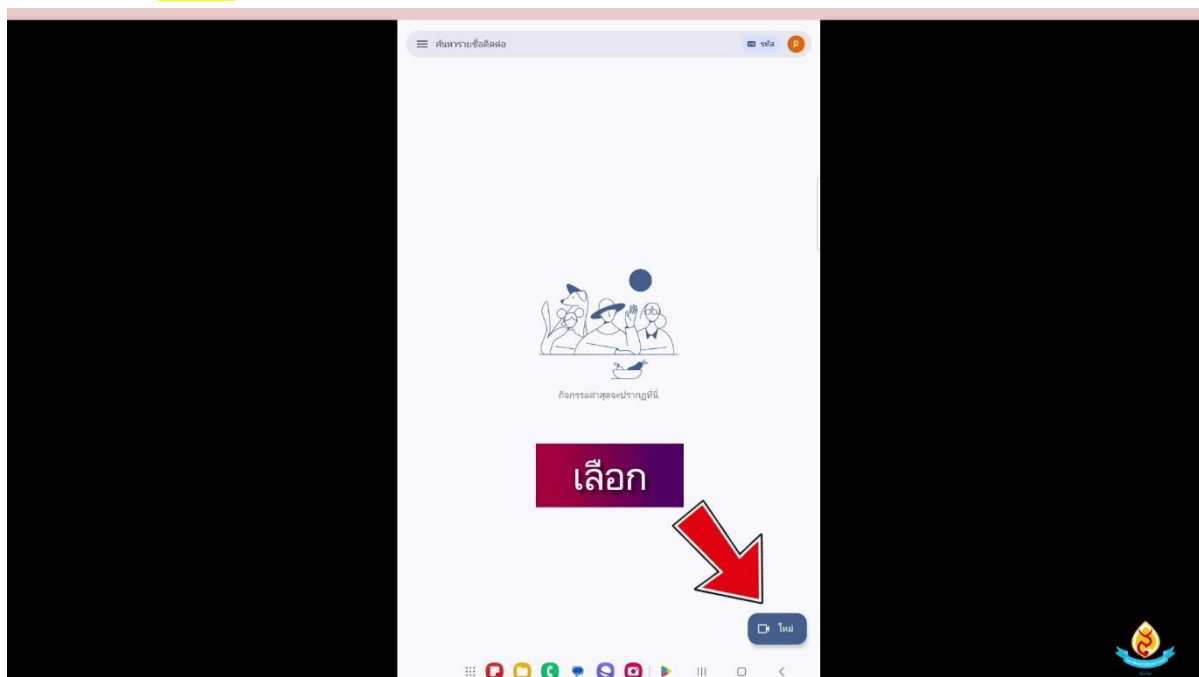 ค้นหารายชื่อติดต่อ
รหัส
P
กิจกรรมล่าสุดจะปรากฏที่นี่
เลือก
ใหม่